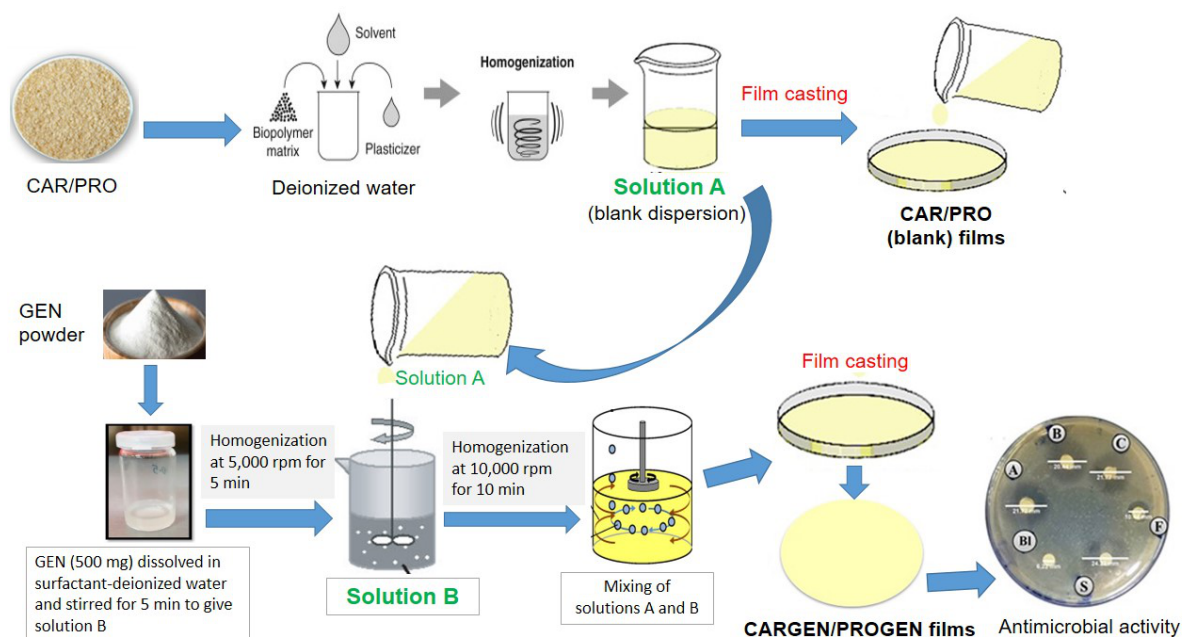 Solvent
Biopolymer
matrix
Plasticizer
Homogenization
Film casting
CAR/PRO
Deionized water
Solution A
(blank dispersion)
CAR/PRO
(blank) films
GEN
powder
Solution A
Film casting
Homogenization
at 5,000 rpm for
5 min
Homogenization
at 10,000 rpm
for 10 min
GEN (500 mg) dissolved in
surfactant-deionized water
and stirred for 5 min to give
solution B
Solution B
Mixing of
solutions A and B
CARGEN/PROGEN films
B
C
A
F
Bl
S
Antimicrobial activity